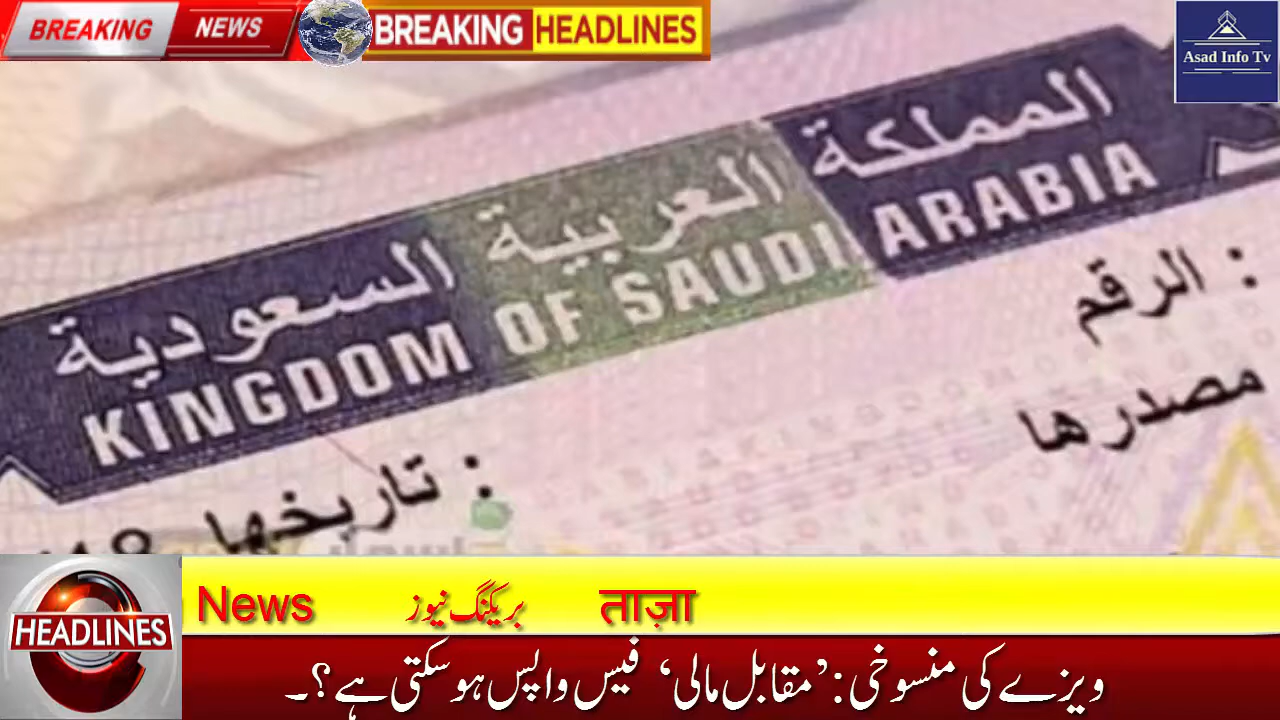 BREAKING NEWS
BREAKING HEADLINES
Asad Info Tv
المملكة العربية السعودية
KINGDOM OF SAUDI ARABIA
الرقم :
مصدرها
تاريخها :
HEADLINES
News بریکنگ نیوز ताज़ा
ویزے کی منسوخی: ’مقابل مالی‘ فیس واپس ہو سکتی ہے؟۔